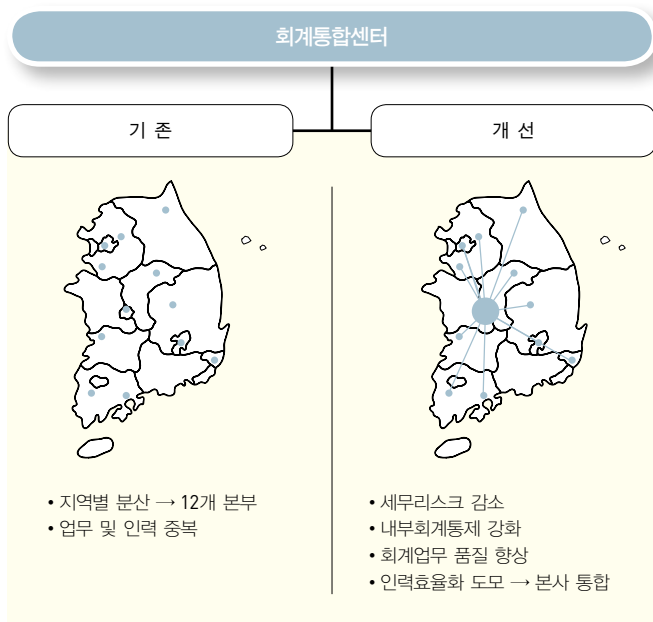 회계통합센터
기 존
개 선
• 지역별 분산 → 12개 본부
• 업무 및 인력 중복
• 세무리스크 감소
• 내부회계통제 강화
• 회계업무 품질 향상
• 인력효율화 도모 → 본사 통합